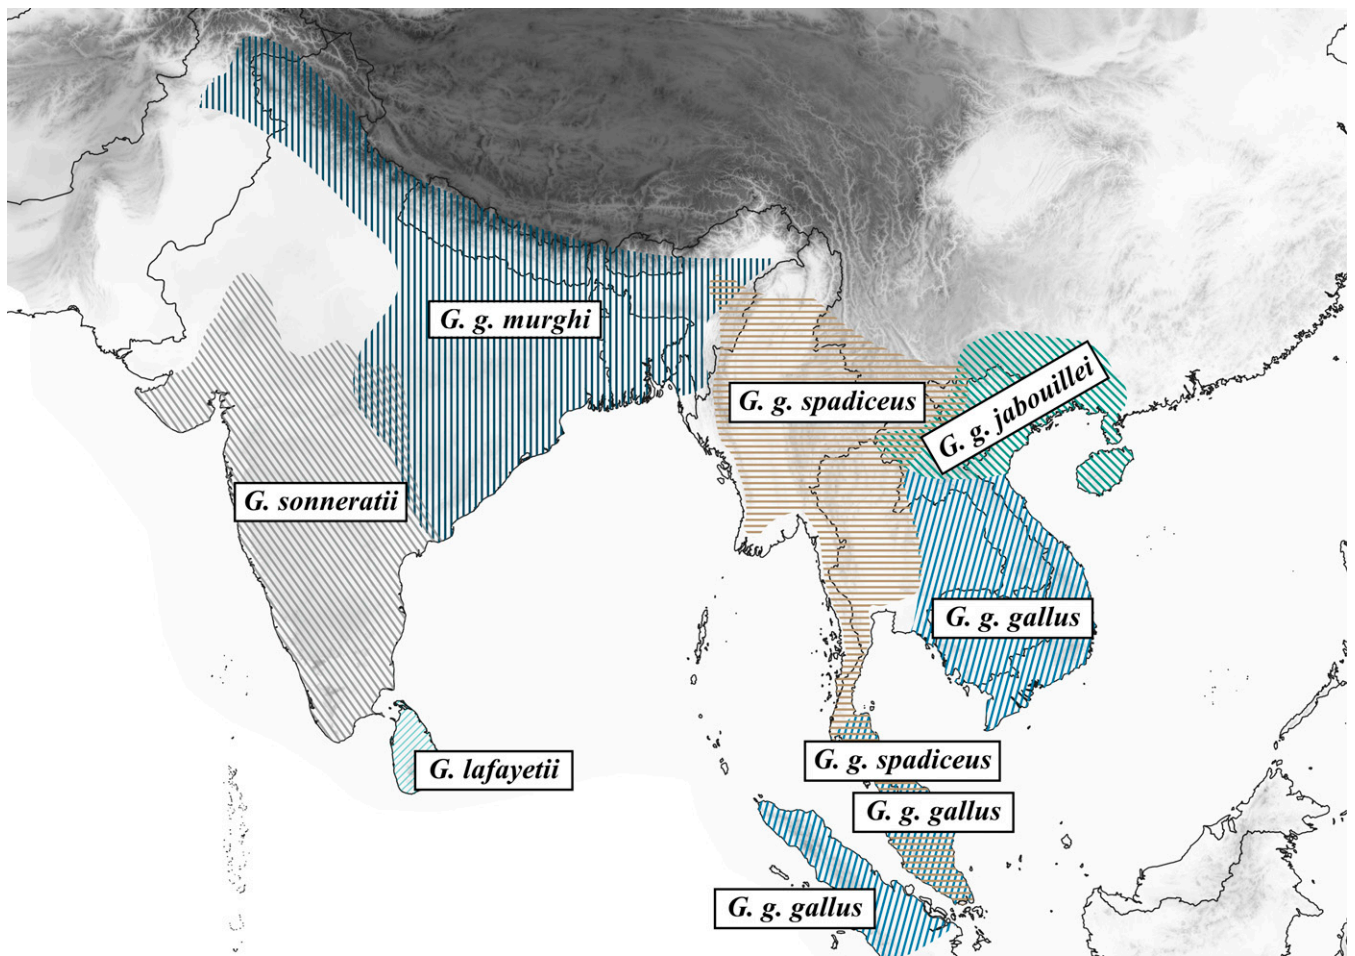 G. g. murghi
G. g. spadiceus
G. g. jabouillei
G. sonneratii
G. g. gallus
G. g. spadiceus
G. lafayetii
G. g. gallus
G. g. gallus